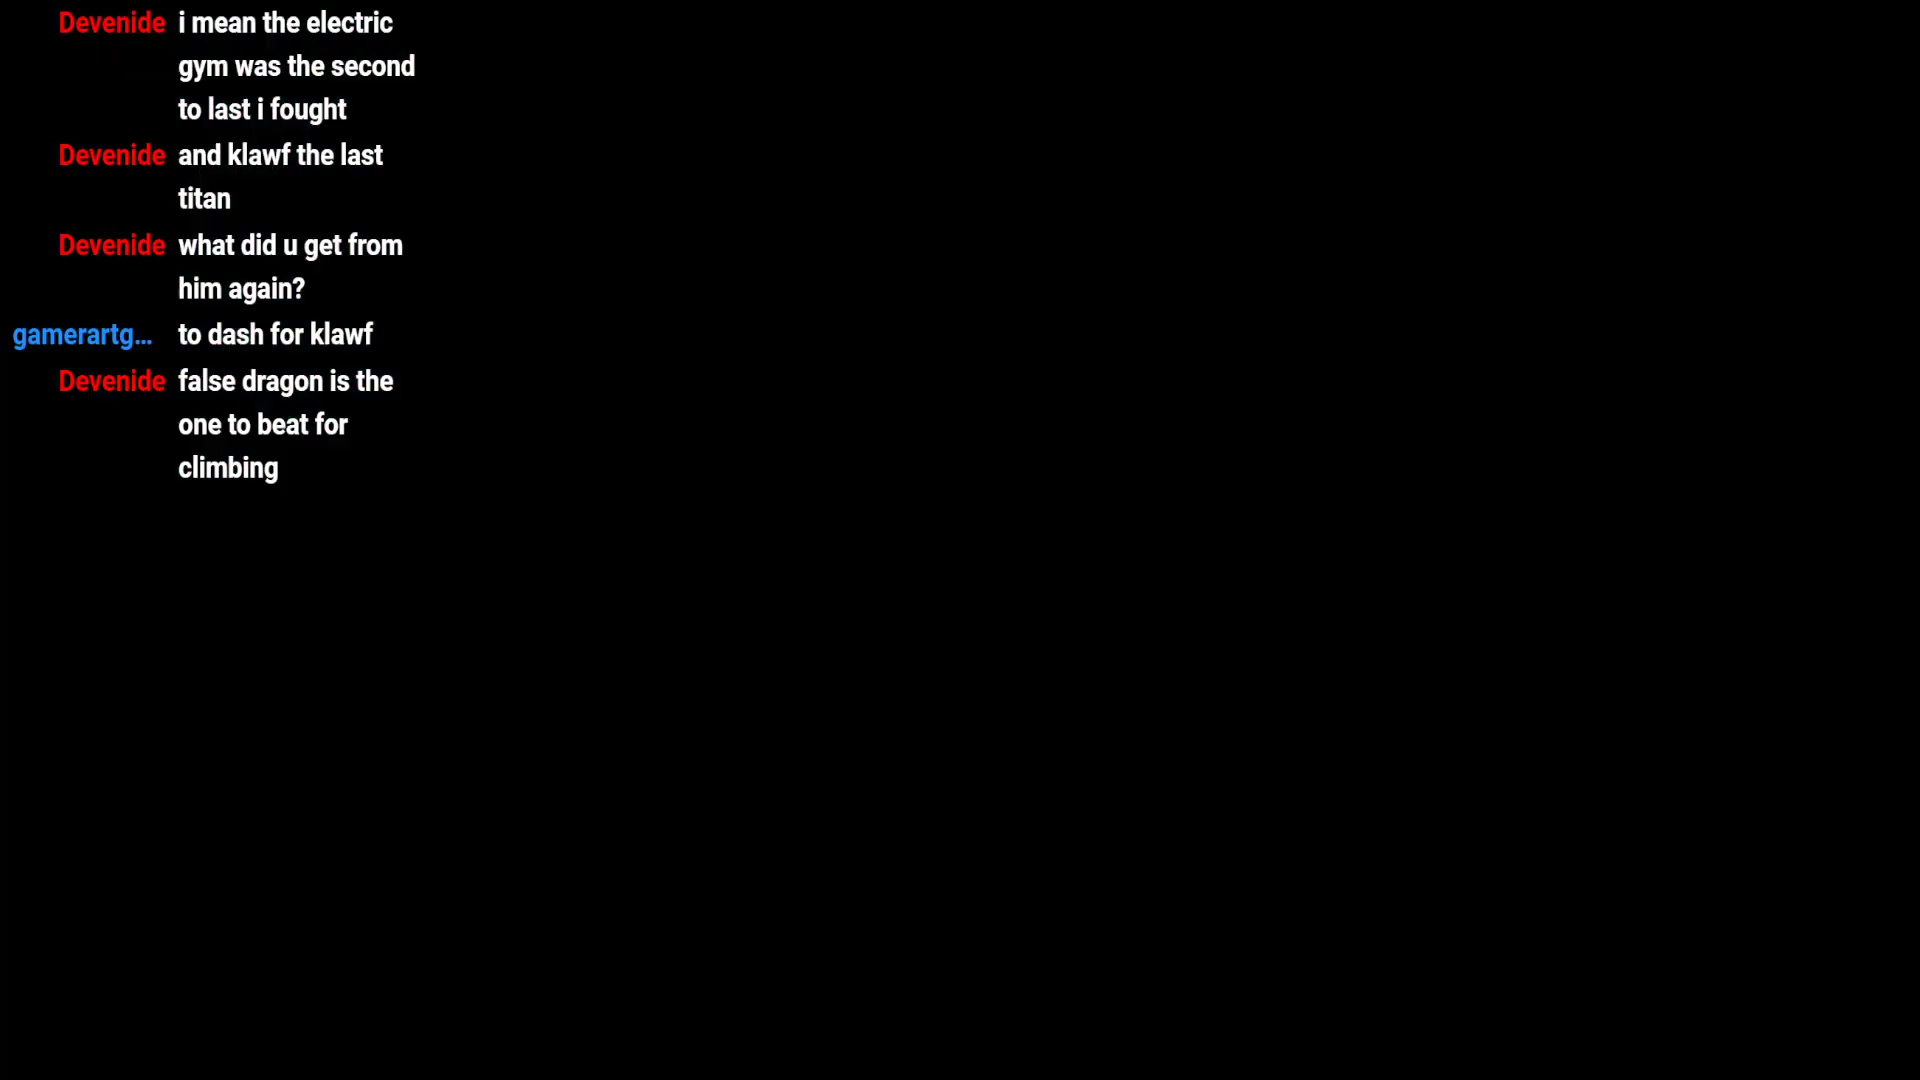 Devenide i mean the electric
gym was the second
to last i fought
Devenide and klawf the last
titan
Devenide what did u get from
him again?
gamerartg... to dash for klawf
Devenide false dragon is the
one to beat for
climbing